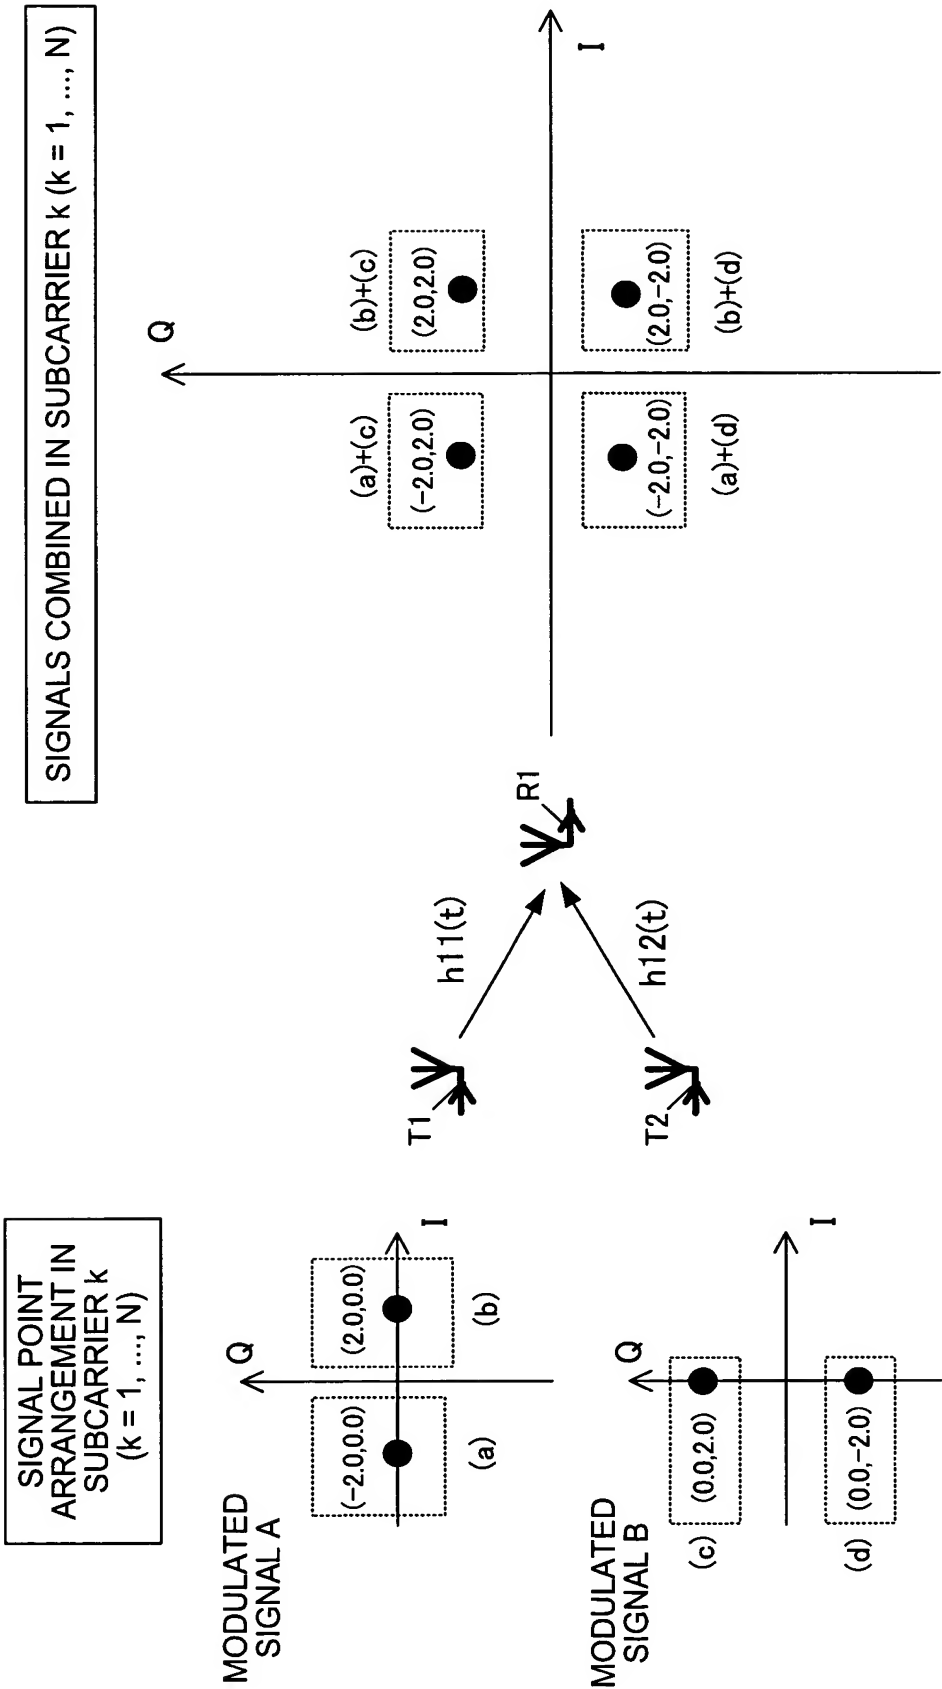 SIGNAL POINT
ARRANGEMENT IN
SUBCARRIER k
(k = 1, ..., N)
MODULATED
SIGNAL A
Q
I
(-2.0,0.0)
(2.0,0.0)
(a)
(b)
MODULATED
SIGNAL B
Q
I
(c)
(0.0,2.0)
(d)
(0.0,-2.0)
T1
T2
h11(t)
h12(t)
R1
SIGNALS COMBINED IN SUBCARRIER k (k = 1, ..., N)
Q
I
(a)+(c)
(-2.0,2.0)
(b)+(c)
(2.0,2.0)
(-2.0,-2.0)
(a)+(d)
(2.0,-2.0)
(b)+(d)